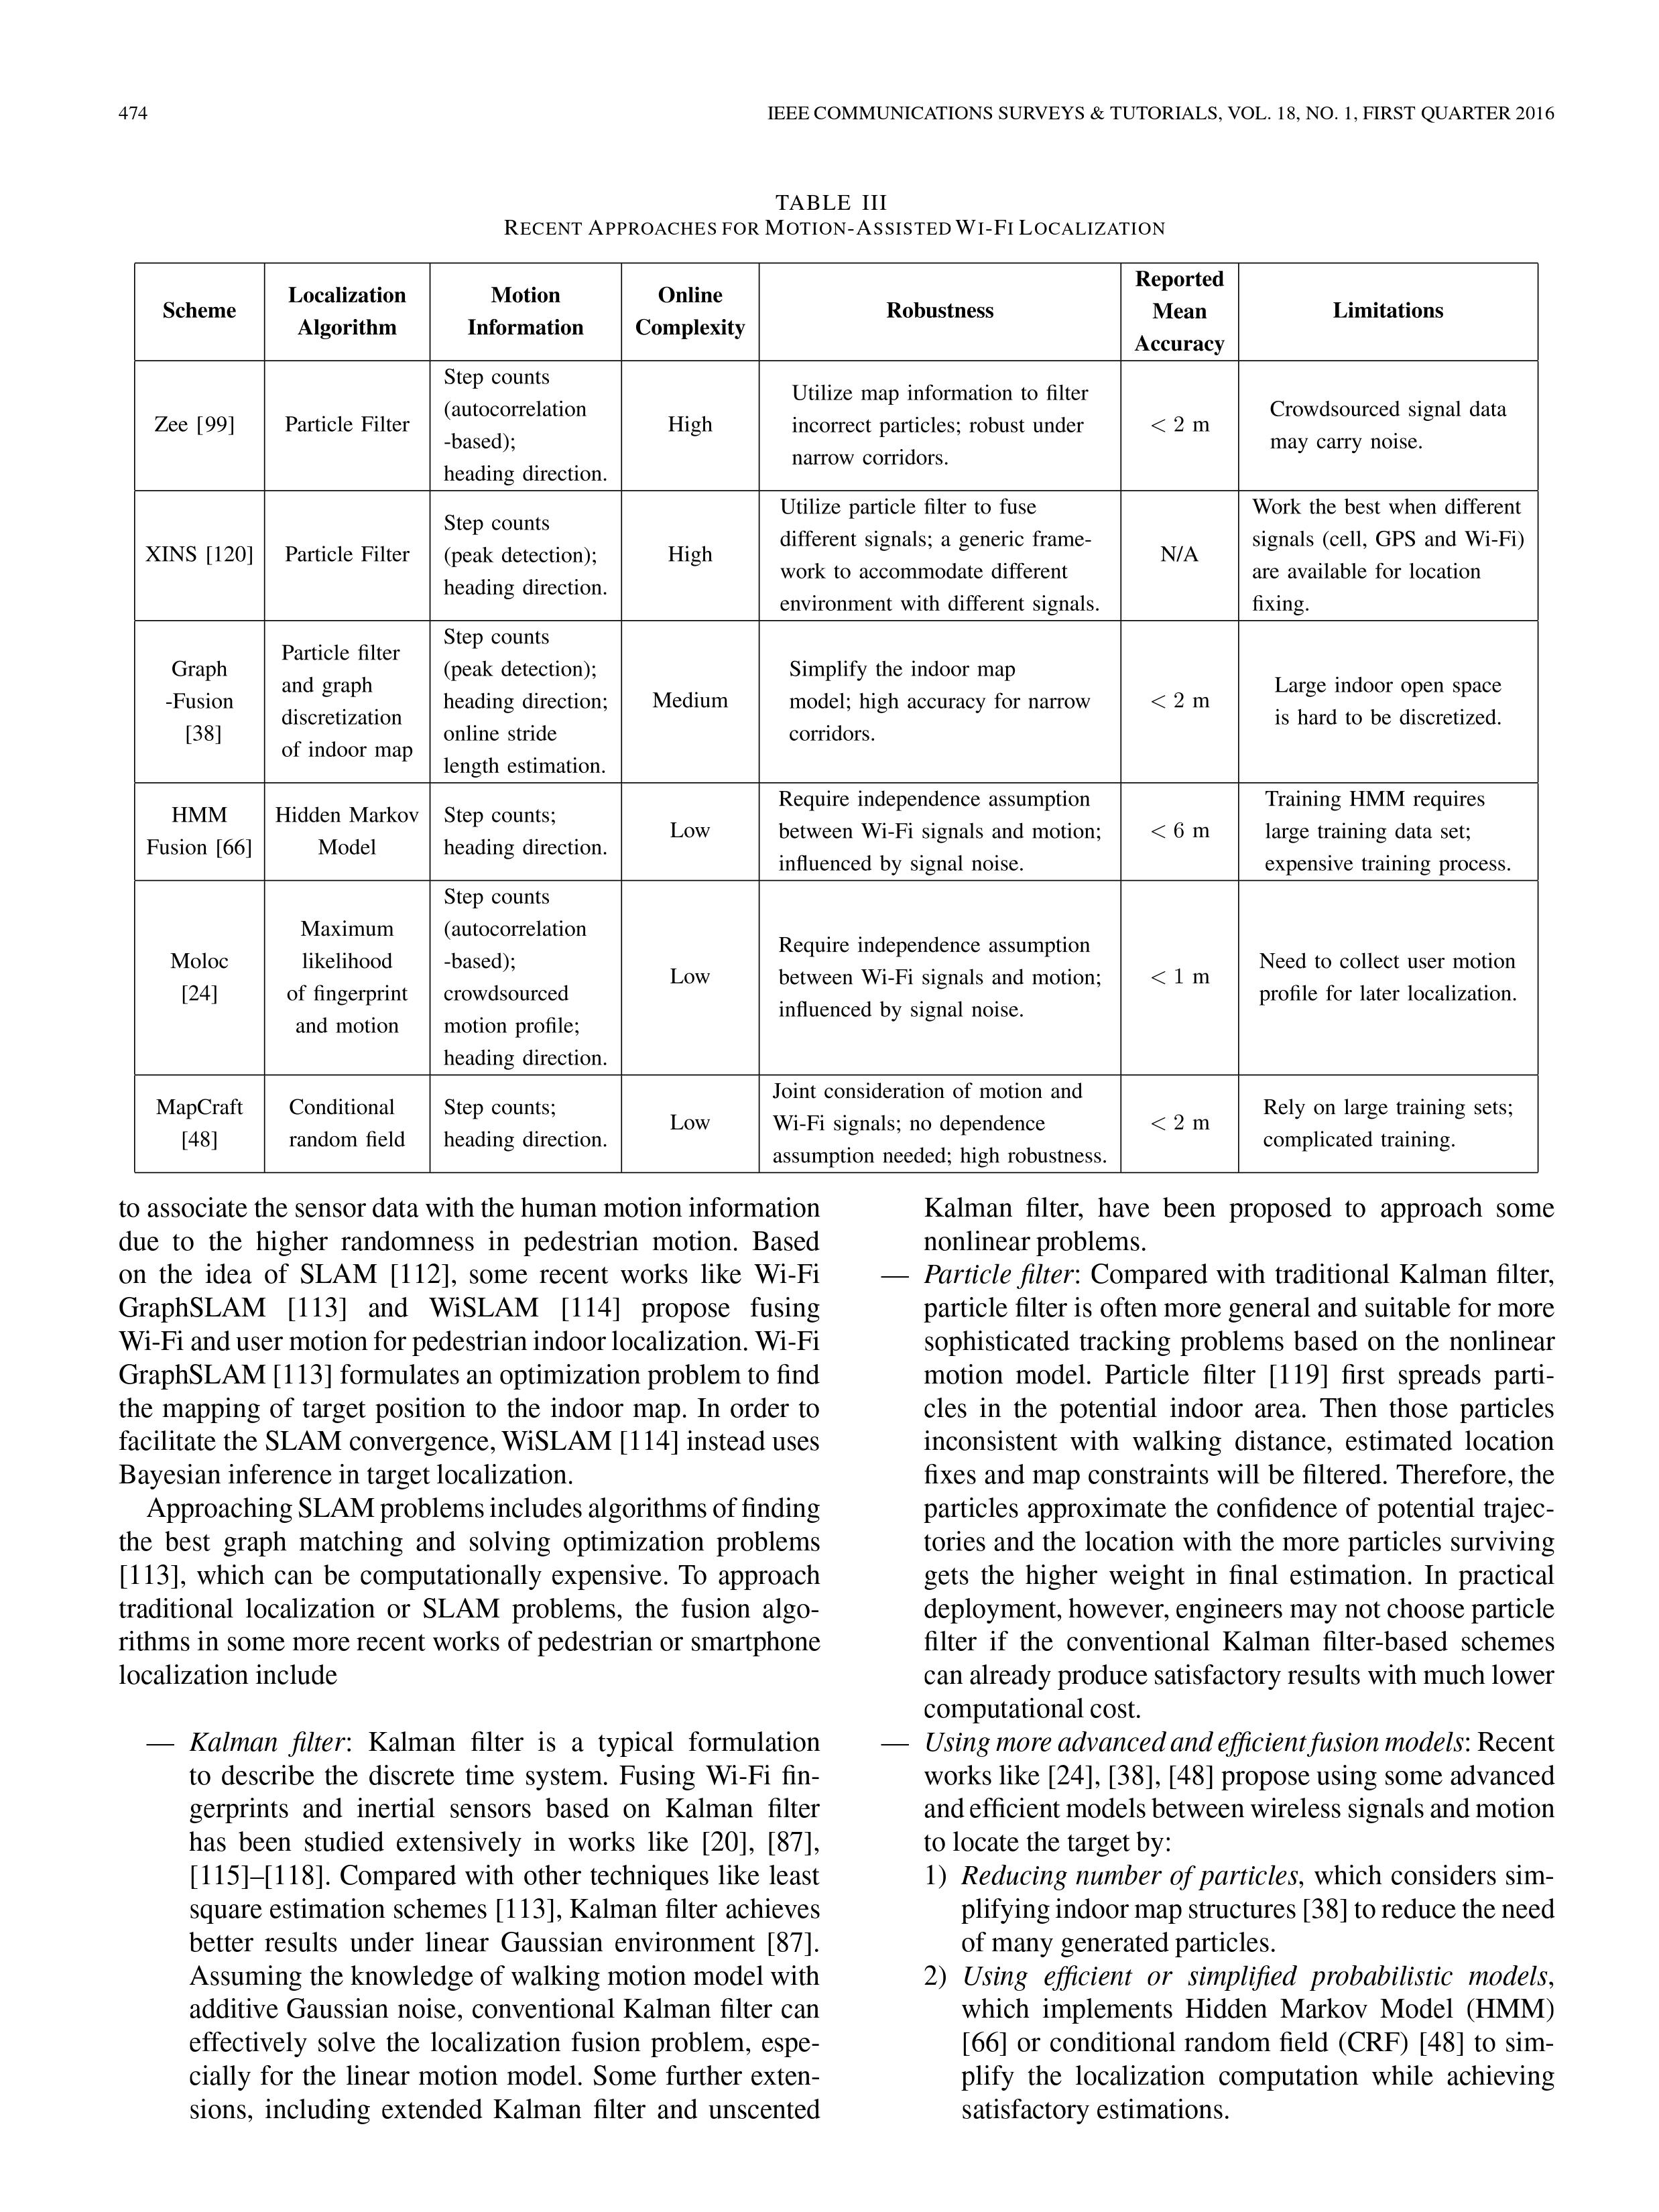 474
IEEE COMMUNICATIONS SURVEYS & TUTORIALS, VOL. 18, NO. 1, FIRST QUARTER 2016
TABLE III
RECENT APPROACHES FOR MOTION-ASSISTED WI-FI LOCALIZATION
Scheme
Localization
Algorithm
Motion
Information
Online
Complexity
Robustness
Reported
Mean
Accuracy
Limitations
Zee [99]
Particle Filter
Step counts
(autocorrelation
-based);
heading direction.
High
Utilize map information to filter
incorrect particles; robust under
narrow corridors.
< 2 m
Crowdsourced signal data
may carry noise.
XINS [120]
Particle Filter
Step counts
(peak detection);
heading direction.
High
Utilize particle filter to fuse
different signals; a generic frame-
work to accommodate different
environment with different signals.
N/A
Work the best when different
signals (cell, GPS and Wi-Fi)
are available for location
fixing.
Graph
-Fusion
[38]
Particle filter
and graph
discretization
of indoor map
Step counts
(peak detection);
heading direction;
online stride
length estimation.
Medium
Simplify the indoor map
model; high accuracy for narrow
corridors.
< 2 m
Large indoor open space
is hard to be discretized.
HMM
Fusion [66]
Hidden Markov
Model
Step counts;
heading direction.
Low
Require independence assumption
between Wi-Fi signals and motion;
influenced by signal noise.
< 6 m
Training HMM requires
large training data set;
expensive training process.
Moloc
[24]
Maximum
likelihood
of fingerprint
and motion
Step counts
(autocorrelation
-based);
crowdsourced
motion profile;
heading direction.
Low
Require independence assumption
between Wi-Fi signals and motion;
influenced by signal noise.
< 1 m
Need to collect user motion
profile for later localization.
MapCraft
[48]
Conditional
random field
Step counts;
heading direction.
Low
Joint consideration of motion and
Wi-Fi signals; no dependence
assumption needed; high robustness.
< 2 m
Rely on large training sets;
complicated training.
to associate the sensor data with the human motion information
due to the higher randomness in pedestrian motion. Based
on the idea of SLAM [112], some recent works like Wi-Fi
GraphSLAM [113] and WiSLAM [114] propose fusing
Wi-Fi and user motion for pedestrian indoor localization. Wi-Fi
GraphSLAM [113] formulates an optimization problem to find
the mapping of target position to the indoor map. In order to
facilitate the SLAM convergence, WiSLAM [114] instead uses
Bayesian inference in target localization.
Approaching SLAM problems includes algorithms of finding
the best graph matching and solving optimization problems
[113], which can be computationally expensive. To approach
traditional localization or SLAM problems, the fusion algo-
rithms in some more recent works of pedestrian or smartphone
localization include
— Kalman filter: Kalman filter is a typical formulation
to describe the discrete time system. Fusing Wi-Fi fin-
gerprints and inertial sensors based on Kalman filter
has been studied extensively in works like [20], [87],
[115]–[118]. Compared with other techniques like least
square estimation schemes [113], Kalman filter achieves
better results under linear Gaussian environment [87].
Assuming the knowledge of walking motion model with
additive Gaussian noise, conventional Kalman filter can
effectively solve the localization fusion problem, espe-
cially for the linear motion model. Some further exten-
sions, including extended Kalman filter and unscented
Kalman filter, have been proposed to approach some
nonlinear problems.
— Particle filter: Compared with traditional Kalman filter,
particle filter is often more general and suitable for more
sophisticated tracking problems based on the nonlinear
motion model. Particle filter [119] first spreads parti-
cles in the potential indoor area. Then those particles
inconsistent with walking distance, estimated location
fixes and map constraints will be filtered. Therefore, the
particles approximate the confidence of potential trajec-
tories and the location with the more particles surviving
gets the higher weight in final estimation. In practical
deployment, however, engineers may not choose particle
filter if the conventional Kalman filter-based schemes
can already produce satisfactory results with much lower
computational cost.
— Using more advanced and efficient fusion models: Recent
works like [24], [38], [48] propose using some advanced
and efficient models between wireless signals and motion
to locate the target by:
1) Reducing number of particles, which considers sim-
plifying indoor map structures [38] to reduce the need
of many generated particles.
2) Using efficient or simplified probabilistic models,
which implements Hidden Markov Model (HMM)
[66] or conditional random field (CRF) [48] to sim-
plify the localization computation while achieving
satisfactory estimations.